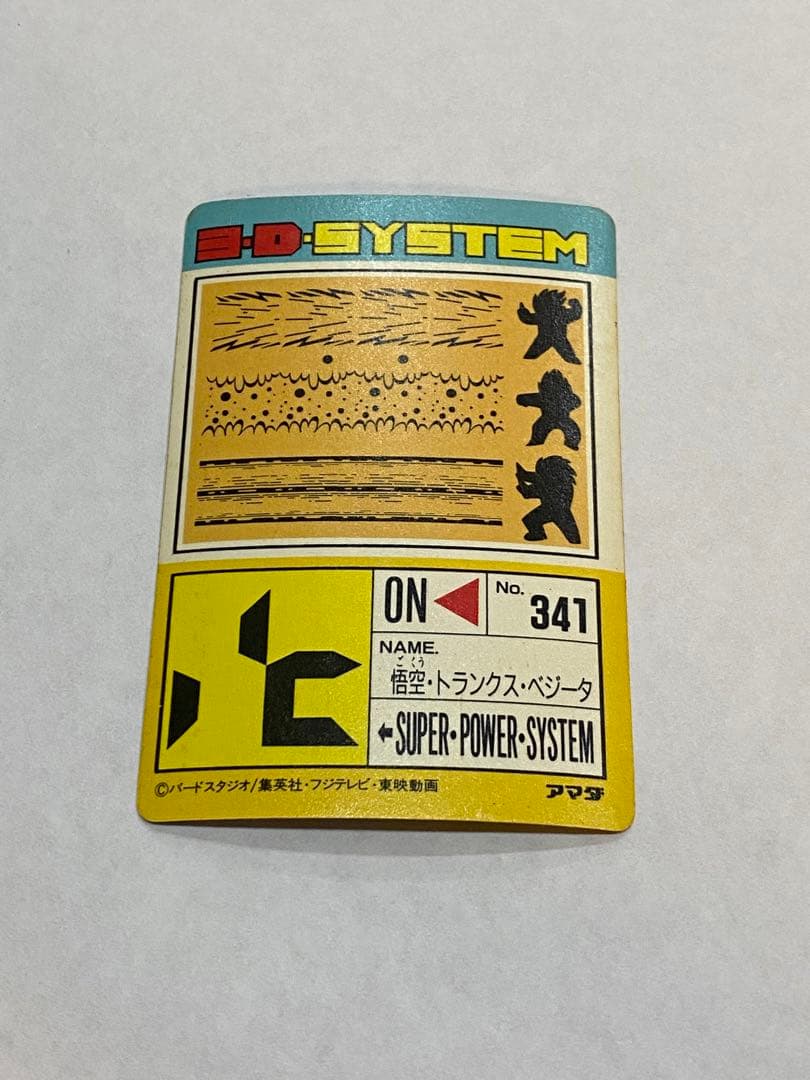 3·D·SYSTEM
ON
No. 341
NAME.
ごくう
悟空・トランクス・ベジータ
←SUPER・POWER・SYSTEM
©バードスタジオ/集英社・フジテレビ・東映動画
アマダ